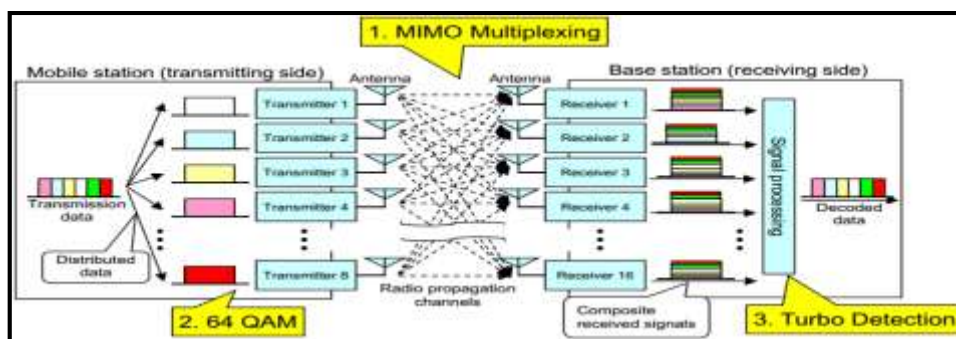 1. MIMO Multiplexing
Mobile station (transmitting side)
Antenna
Antenna
Base station (receiving side)
Transmitter 1
Receiver 1
Transmitter 2
Receiver 2
Transmitter 3
Receiver 3
Transmitter 4
Receiver 4
Transmission
data
Signal processing
Decoded
data
Distributed
data
Transmitter 8
Receiver 16
Radio propagation
channels
Composite
received signals
2. 64 QAM
3. Turbo Detection